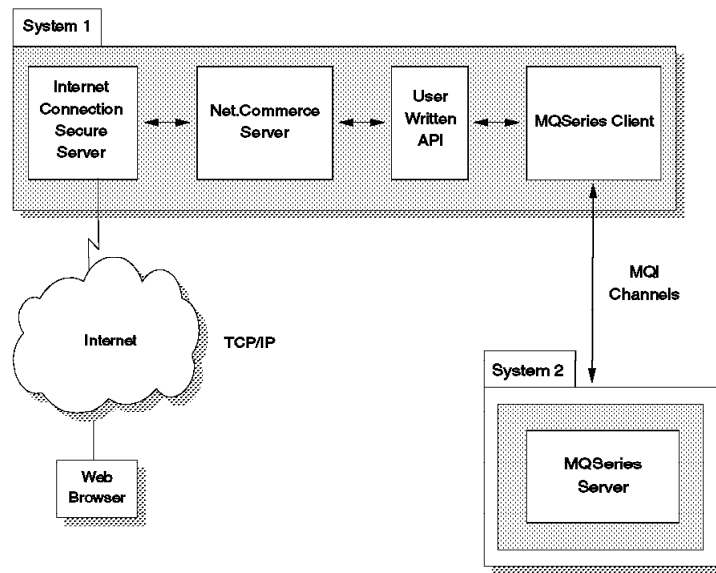 System 1
Internet
Connection
Secure
Server
Net.Commerce
Server
User
Written
API
MQSeries Client
MQI
Channels
Internet
TCP/IP
System 2
MQSeries
Server
Web
Browser